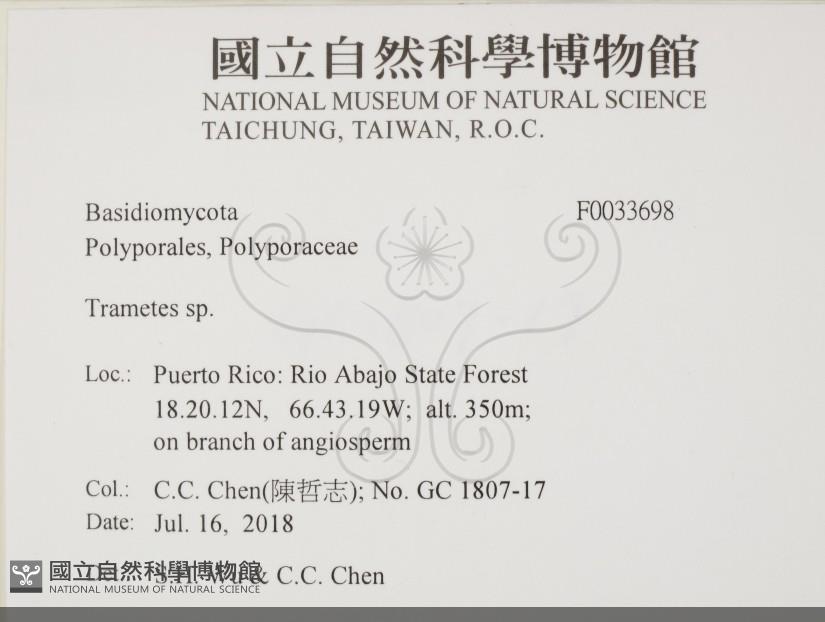 國立自然科學博物館
NATIONAL MUSEUM OF NATURAL SCIENCE
TAICHUNG, TAIWAN, R.O.C.
Basidiomycota F0033698
Polyporales, Polyporaceae
Trametes sp.
Loc.: Puerto Rico: Rio Abajo State Forest
18.20.12N, 66.43.19W; alt. 350m;
on branch of angiosperm
Col.: C.C. Chen(陳哲志); No. GC 1807-17
Date: Jul. 16, 2018
& C.C. Chen
國立自然科學博物館
NATIONAL MUSEUM OF NATURAL SCIENCE